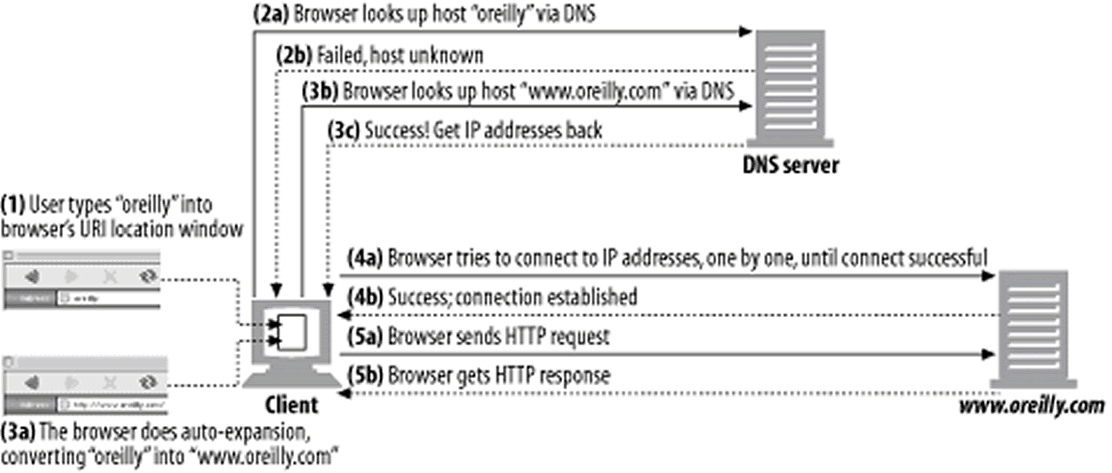 (2a) Browser looks up host “oreilly” via DNS
(2b) Failed, host unknown
(3b) Browser looks up host “www.oreilly.com” via DNS
(3c) Success! Get IP addresses back
DNS server
(1) User types “oreilly” into
browser’s URI location window
(4a) Browser tries to connect to IP addresses, one by one, until connect successful
(4b) Success; connection established
(5a) Browser sends HTTP request
(5b) Browser gets HTTP response
oreilly
http://www.oreilly.com/
Client
www.oreilly.com
(3a) The browser does auto-expansion,
converting “oreilly” into “www.oreilly.com”